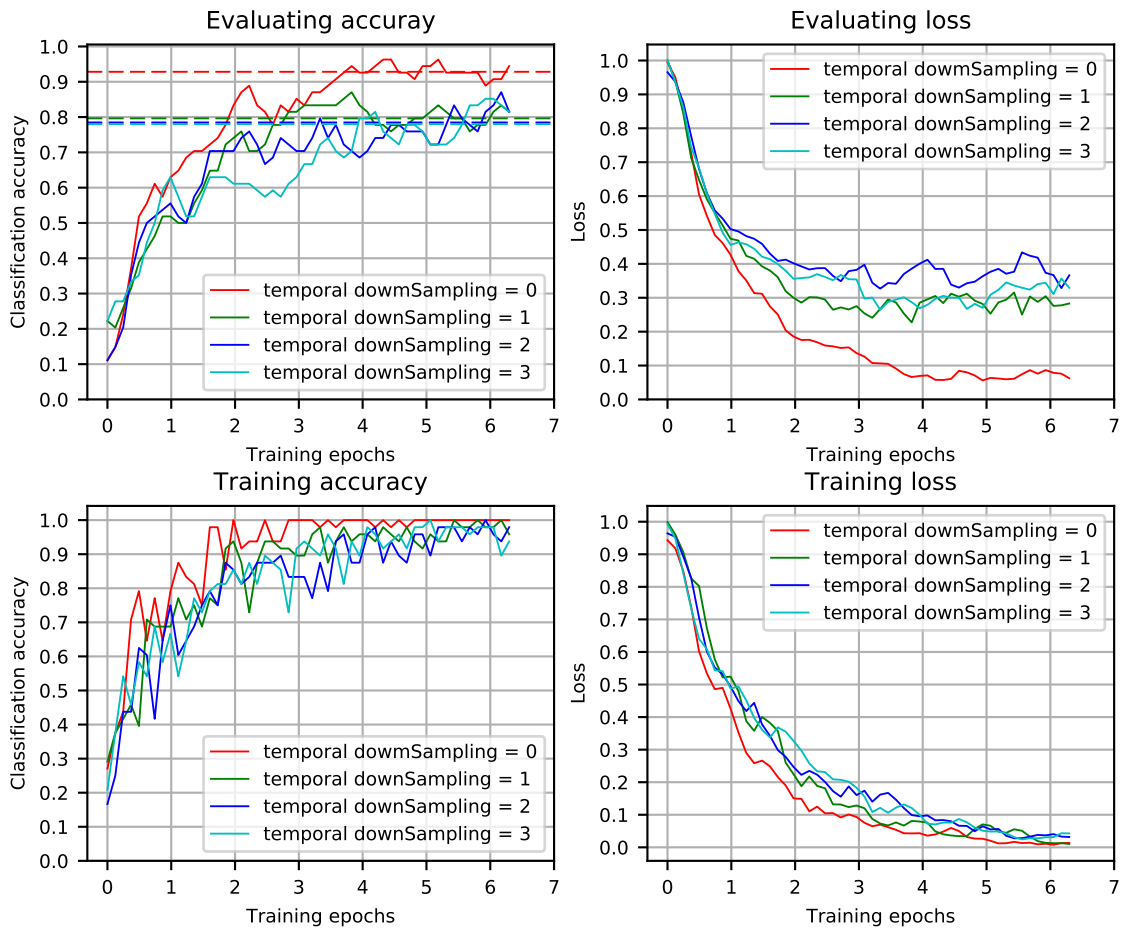 Evaluating accuray
Classification accuracy
1.0
0.9
0.8
0.7
0.6
0.5
0.4
0.3
0.2
0.1
0.0
temporal dowmSampling = 0
temporal downSampling = 1
temporal downSampling = 2
temporal downSampling = 3
0 1 2 3 4 5 6 7
Training epochs
Evaluating loss
Loss
1.0
0.9
0.8
0.7
0.6
0.5
0.4
0.3
0.2
0.1
0.0
temporal dowmSampling = 0
temporal downSampling = 1
temporal downSampling = 2
temporal downSampling = 3
0 1 2 3 4 5 6 7
Training epochs
Training accuracy
Classification accuracy
1.0
0.9
0.8
0.7
0.6
0.5
0.4
0.3
0.2
0.1
0.0
temporal dowmSampling = 0
temporal downSampling = 1
temporal downSampling = 2
temporal downSampling = 3
0 1 2 3 4 5 6 7
Training epochs
Training loss
Loss
1.0
0.9
0.8
0.7
0.6
0.5
0.4
0.3
0.2
0.1
0.0
temporal dowmSampling = 0
temporal downSampling = 1
temporal downSampling = 2
temporal downSampling = 3
0 1 2 3 4 5 6 7
Training epochs